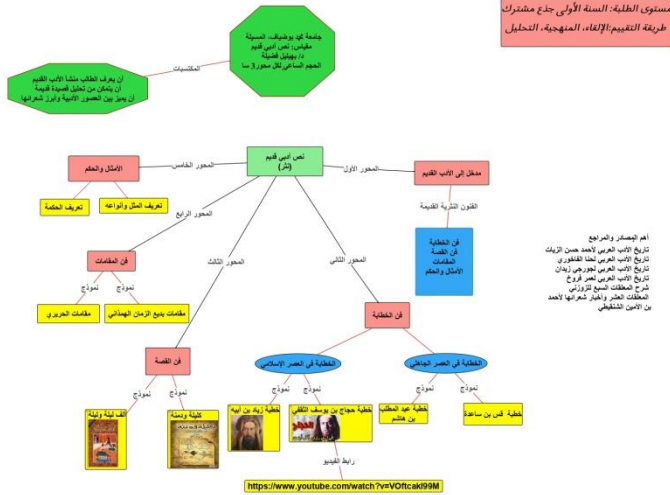 مستوى الطلبة: السنة الأولى جذع مشترك
طريقة التقييم:الإلقاء، المنهجية، التحليل
جامعة محمد بوضياف، المسيلة
مقياس: نص أدبي قديم
د/ بهيليل فضيلة
الحجم الساعي لكل محور3 سا
المكتسبات
أن يعرف الطالب منشأ الأدب القديم
أن يتمكن من تحليل قصيدة قديمة
أن يميز بين العصور الأدبية وأبرز شعرائها
نص أدبي قديم
(نثر)
المحور الأول
مدخل إلى الأدب القديم
الفنون النثرية القديمة
فن الخطابة
فن القصة
المقامات
الأمثال والحكم
المحور الخامس
الأمثال والحكم
تعريف المثل وأنواعه
تعريف الحكمة
المحور الرابع
فن المقامات
نموذج
نموذج
مقامات بديع الزمان الهمذاني
مقامات الحريري
المحور الثالث
فن القصة
نموذج
نموذج
كليلة ودمنة
ألف ليلة وليلة
المحور الثاني
فن الخطابة
الخطابة في العصر الجاهلي
الخطابة في العصر الإسلامي
نموذج
نموذج
نموذج
نموذج
خطبة قس بن ساعدة
خطبة عبد المطلب
بن هاشم
خطبة حجاج بن يوسف الثقفي
خطبة زياد بن أبيه
رابط الفيديو
https://www.youtube.com/watch?v=VOftcakl99M
أهم المصادر والمراجع
تاريخ الأدب العربي لأحمد حسن الزيات
تاريخ الأدب العربي لحنا الفاخوري
تاريخ الأدب العربي لجورجي زيدان
تاريخ الأدب العربي لعمر فروخ
شرح المعلقات السبع للزوزني
المعلقات العشر وأخبار شعرائها لأحمد
بن الأمين الشنقيطي